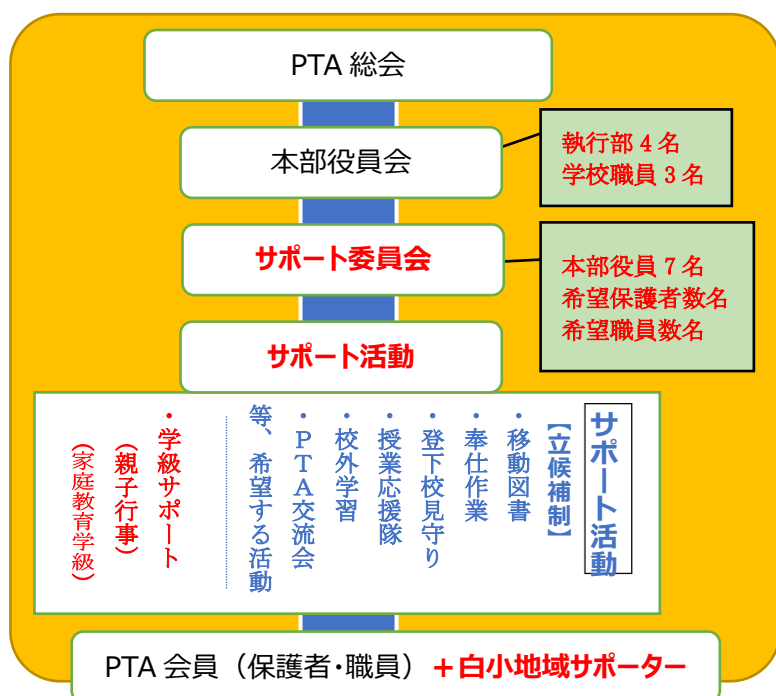 PTA 総会
本部役員会
執行部 4 名
学校職員 3 名
サポート委員会
本部役員 7 名
希望保護者数名
希望職員数名
サポート活動
サポート活動
【立候補制】
・移動図書
・奉仕作業
・登下校見守り
・授業応援隊
・校外学習
・ＰＴＡ交流会
等、希望する活動
・学級サポート
（親子行事）
（家庭教育学級）
PTA 会員（保護者・職員）＋白小地域サポーター